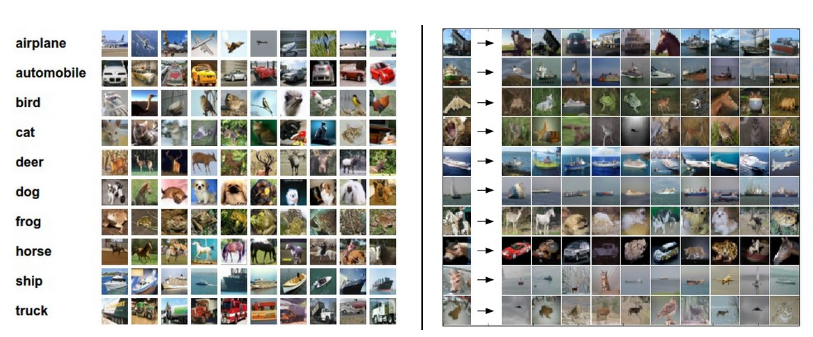 airplane
automobile
bird
cat
deer
dog
frog
horse
ship
truck